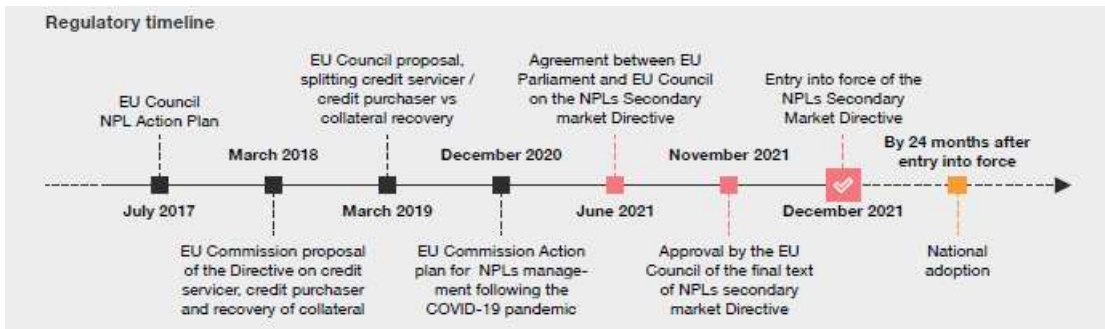 Regulatory timeline
EU Council
NPL Action Plan
July 2017
March 2018
EU Commission proposal
of the Directive on credit
servicer, credit purchaser
and recovery of collateral
EU Council proposal,
splitting credit servicer /
credit purchaser vs
collateral recovery
March 2019
December 2020
EU Commission Action
plan for NPLs manage-
ment following the
COVID-19 pandemic
Agreement between EU
Parliament and EU Council
on the NPLs Secondary
market Directive
June 2021
November 2021
Approval by the EU
Council of the final text
of NPLs secondary
market Directive
Entry into force of the
NPLs Secondary
Market Directive
December 2021
By 24 months after
entry into force
National
adoption